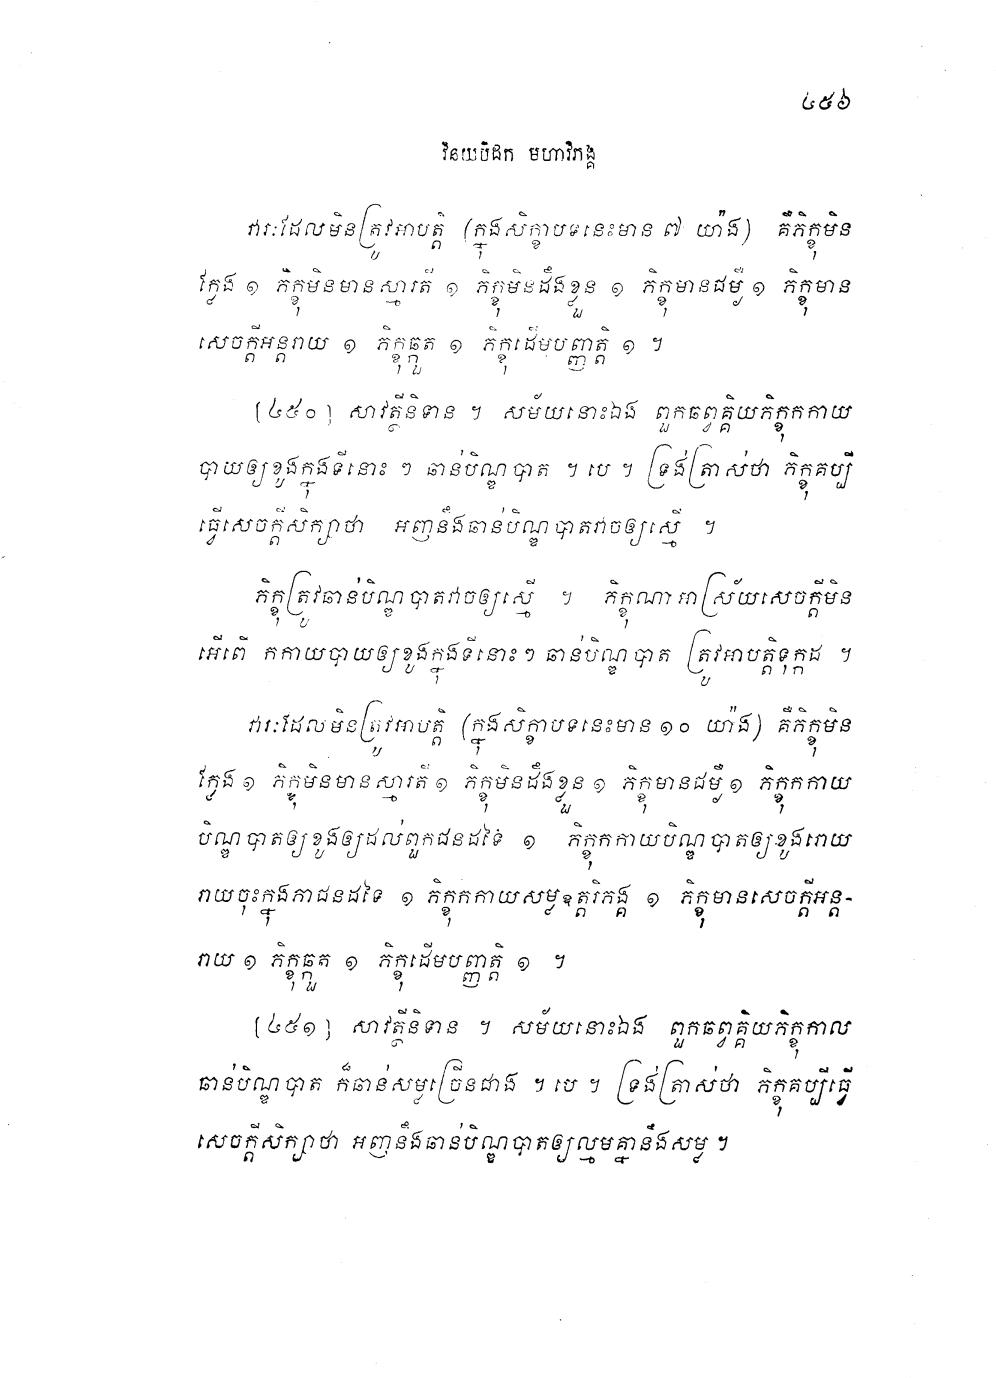 ៤៥៦
វិនយបិដក មហាវិភង្គ
វារៈដែលមិនត្រូវអាបត្តិ (ក្នុងសិក្ខាបទនេះមាន ៧ យ៉ាង) គឺភិក្ខុមិន
ក្លែង ១ ភិក្ខុមិនមានស្មារតី ១ ភិក្ខុមិនដឹងខ្លួន ១ ភិក្ខុមានជម្ងឺ ១ ភិក្ខុមាន
សេចក្តីអន្តរាយ ១ ភិក្ខុឆ្កួត ១ ភិក្ខុដើមបញ្ញត្តិ ១ ។
[៤៥០] សាវត្ថីនិទាន ។ សម័យនោះឯង ពួកឆព្វគ្គិយភិក្ខុកកាយ
បាយឲ្យខូងក្នុងទីនោះ ៗ ឆាន់បិណ្ឌបាត ។ បេ ។ ទ្រង់ត្រាស់ថា ភិក្ខុគប្បី
ធ្វើសេចក្តីសិក្សាថា អញនឹងឆាន់បិណ្ឌបាតរាចឲ្យស្មើ ។
ភិក្ខុត្រូវឆាន់បិណ្ឌបាតរាចឲ្យស្មើ ។ ភិក្ខុណាអាស្រ័យសេចក្តីមិន
អើពើ កកាយបាយឲ្យខូងក្នុងទីនោះៗ ឆាន់បិណ្ឌបាត ត្រូវអាបត្តិទុក្កដ ។
វារៈដែលមិនត្រូវអាបត្តិ (ក្នុងសិក្ខាបទនេះមាន ១០ យ៉ាង) គឺភិក្ខុមិន
ក្លែង ១ ភិក្ខុមិនមានស្មារតី ១ ភិក្ខុមិនដឹងខ្លួន ១ ភិក្ខុមានជម្ងឺ ១ ភិក្ខុកកាយ
បិណ្ឌបាតឲ្យខូងឲ្យដល់ពួកជនដទៃ ១ ភិក្ខុកកាយបិណ្ឌបាតឲ្យខូងរោយ
រាយចុះក្នុងភាជនដទៃ ១ ភិក្ខុកកាយសម្លឧត្តរិភង្គ ១ ភិក្ខុមានសេចក្តីអន្ត-
រាយ ១ ភិក្ខុឆ្កួត ១ ភិក្ខុដើមបញ្ញត្តិ ១ ។
[៤៥១] សាវត្ថីនិទាន ។ សម័យនោះឯង ពួកឆព្វគ្គិយភិក្ខុកាល
ឆាន់បិណ្ឌបាត ក៏ឆាន់សម្លច្រើនជាង ។ បេ ។ ទ្រង់ត្រាស់ថា ភិក្ខុគប្បីធ្វើ
សេចក្តីសិក្សាថា អញនឹងឆាន់បិណ្ឌបាតឲ្យល្មមគ្នានឹងសម្ល ។